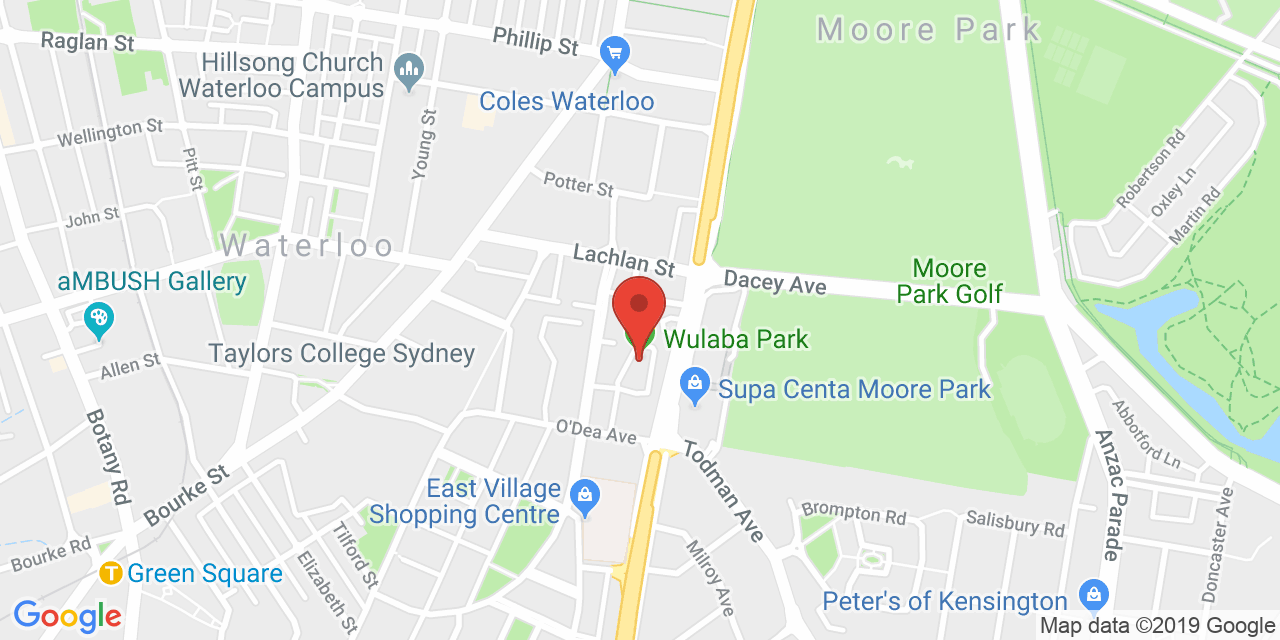 Moore Park
Raglan St
Phillip St
Hillsong Church
Waterloo Campus
Coles Waterloo
Wellington St
Young St
Pitt St
Potter St
Robertson Rd
Oxley Ln
Martin Rd
John St
Waterloo
Lachlan St
Dacey Ave
Moore
Park Golf
aMBUSH Gallery
Wulaba Park
Taylors College Sydney
Allen St
Supa Centa Moore Park
Botany Rd
O'Dea Ave
Abbotford Ln
Anzac Parade
Todman Ave
Bourke St
East Village
Shopping Centre
Brompton Rd
Salisbury Rd
Doncaster Ave
Tilford St
Elizabeth St
Milroy Ave
Bourke Rd
T
Green Square
Peter's of Kensington
Google
Map data ©2019 Google